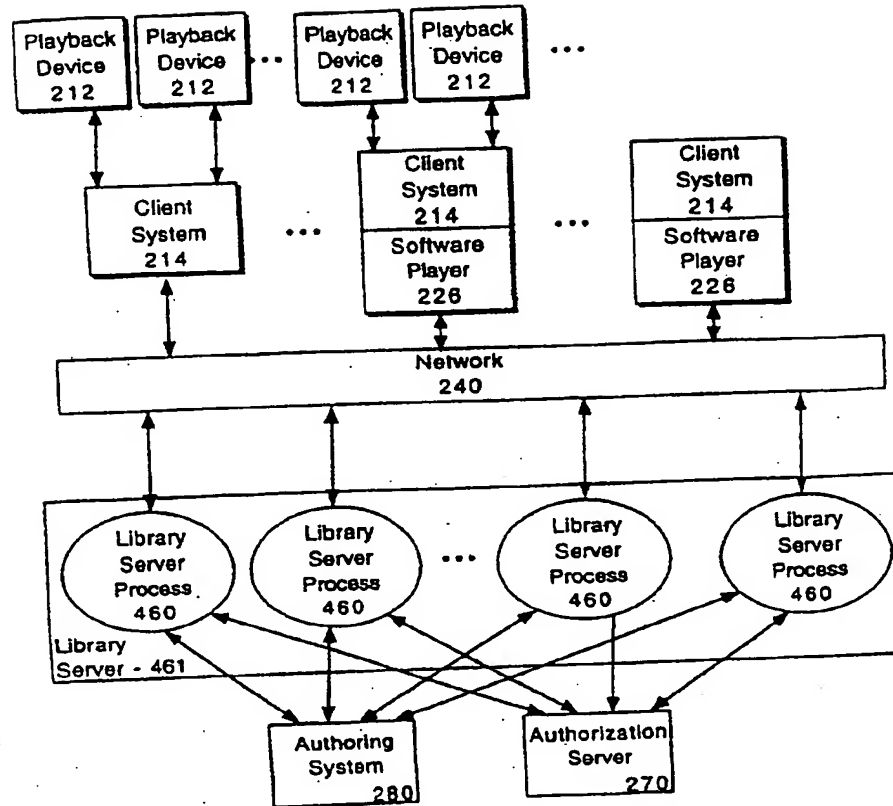 Playback
Device
212
Playback
Device
212
...
Playback
Device
212
Playback
Device
212
...
Client
System
214
...
Client
System
214
Software
Player
226
...
Client
System
214
Software
Player
226
Network
240
Library
Server
Process
460
Library
Server
Process
460
...
Library
Server
Process
460
Library
Server
Process
460
Library
Server - 461
Authoring
System
280
Authorization
Server
270